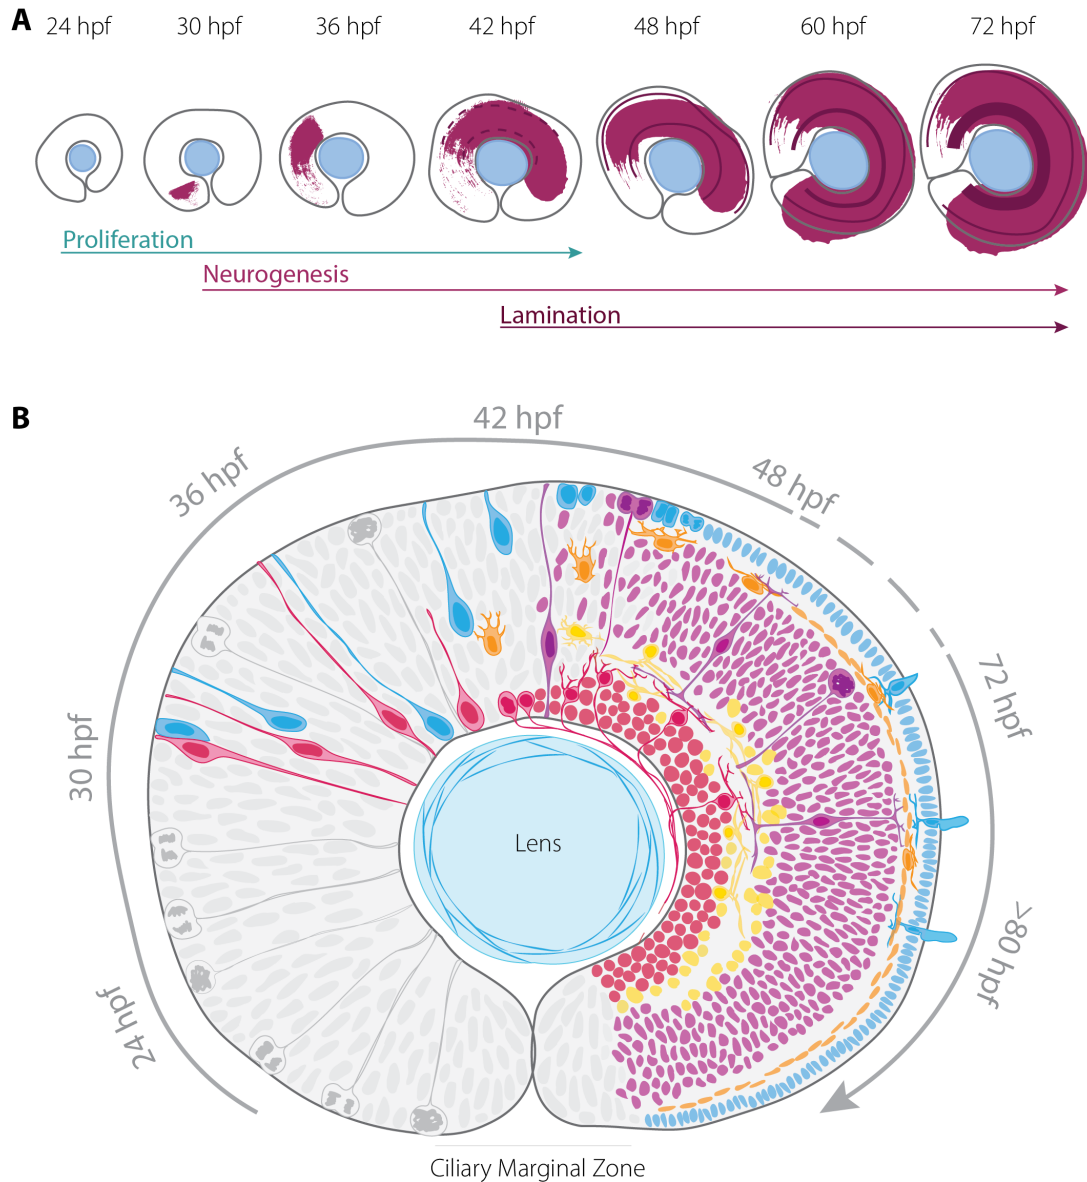 A
24 hpf 30 hpf 36 hpf 42 hpf 48 hpf 60 hpf 72 hpf
Proliferation
Neurogenesis
Lamination
B
42 hpf
36 hpf
48 hpf
30 hpf
72 hpf
Lens
24 hpf
>80 hpf
Ciliary Marginal Zone